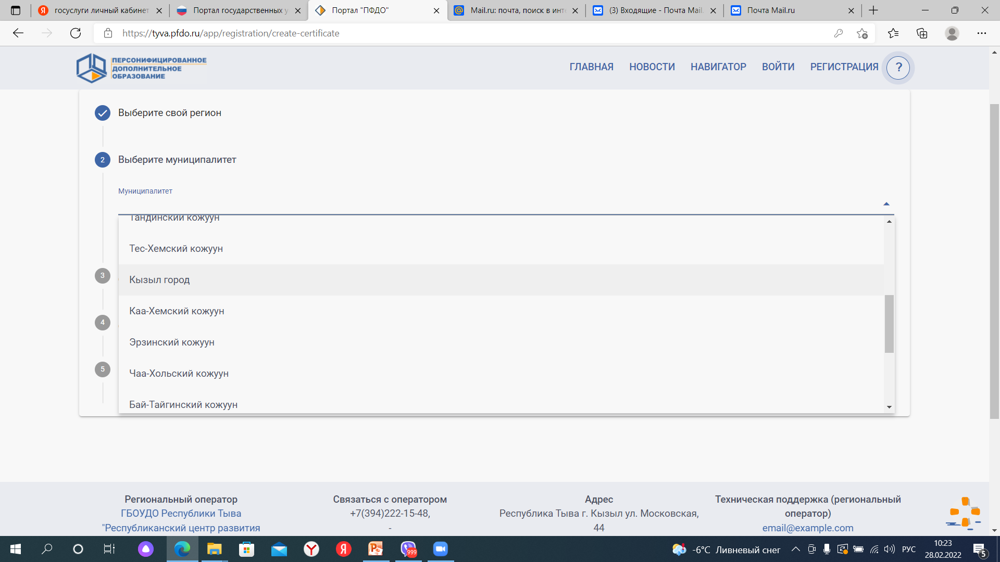 госуслуги личный кабинет
Портал государственных у
Портал "ПФДО"
Mail.ru: почта, поиск в инте
(3) Входящие - Почта Mail.
Почта Mail.ru
https://tyva.pfdo.ru/app/registration/create-certificate
ПЕРСОНИФИЦИРОВАННОЕ
ДОПОЛНИТЕЛЬНОЕ
ОБРАЗОВАНИЕ
ГЛАВНАЯ
НОВОСТИ
НАВИГАТОР
ВОЙТИ
РЕГИСТРАЦИЯ
?
Выберите свой регион
2
Выберите муниципалитет
Муниципалитет
Тандинский кожуун
Тес-Хемский кожуун
3
Кызыл город
Каа-Хемский кожуун
4
Эрзинский кожуун
5
Чаа-Хольский кожуун
Бай-Тайгинский кожуун
Региональный оператор
ГБОУДО Республики Тыва
"Республиканский центр развития
Связаться с оператором
+7(394)222-15-48,
-
Адрес
Республика Тыва г. Кызыл ул. Московская,
44
Техническая поддержка (региональный
оператор)
email@example.com
999
-6°C Ливневый снег
РУС
10:23
28.02.2022
5